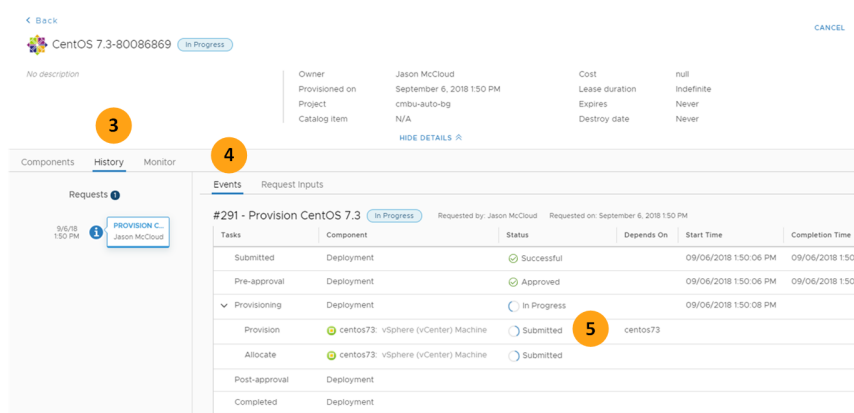 Back
CANCEL
CentOS 7.3-80086869 In Progress
No description
Owner Jason McCloud Cost null
Provisioned on September 6, 2018 1:50 PM Lease duration Indefinite
Project cmbu-auto-bg Expires Never
Catalog item N/A Destroy date Never
HIDE DETAILS
3
4
Components History Monitor
Events Request Inputs
Requests 1
9/6/18
1:50 PM
PROVISION C...
Jason McCloud
#291 - Provision CentOS 7.3 In Progress Requested by: Jason McCloud Requested on: September 6, 2018 1:50 PM
Tasks Component Status Depends On Start Time Completion Time
Submitted Deployment Successful 09/06/2018 1:50:06 PM 09/06/2018 1:50
Pre-approval Deployment Approved 09/06/2018 1:50:06 PM 09/06/2018 1:50
Provisioning Deployment In Progress 09/06/2018 1:50:08 PM
Provision centos73: vSphere (vCenter) Machine Submitted 5 centos73
Allocate centos73: vSphere (vCenter) Machine Submitted
Post-approval Deployment
Completed Deployment